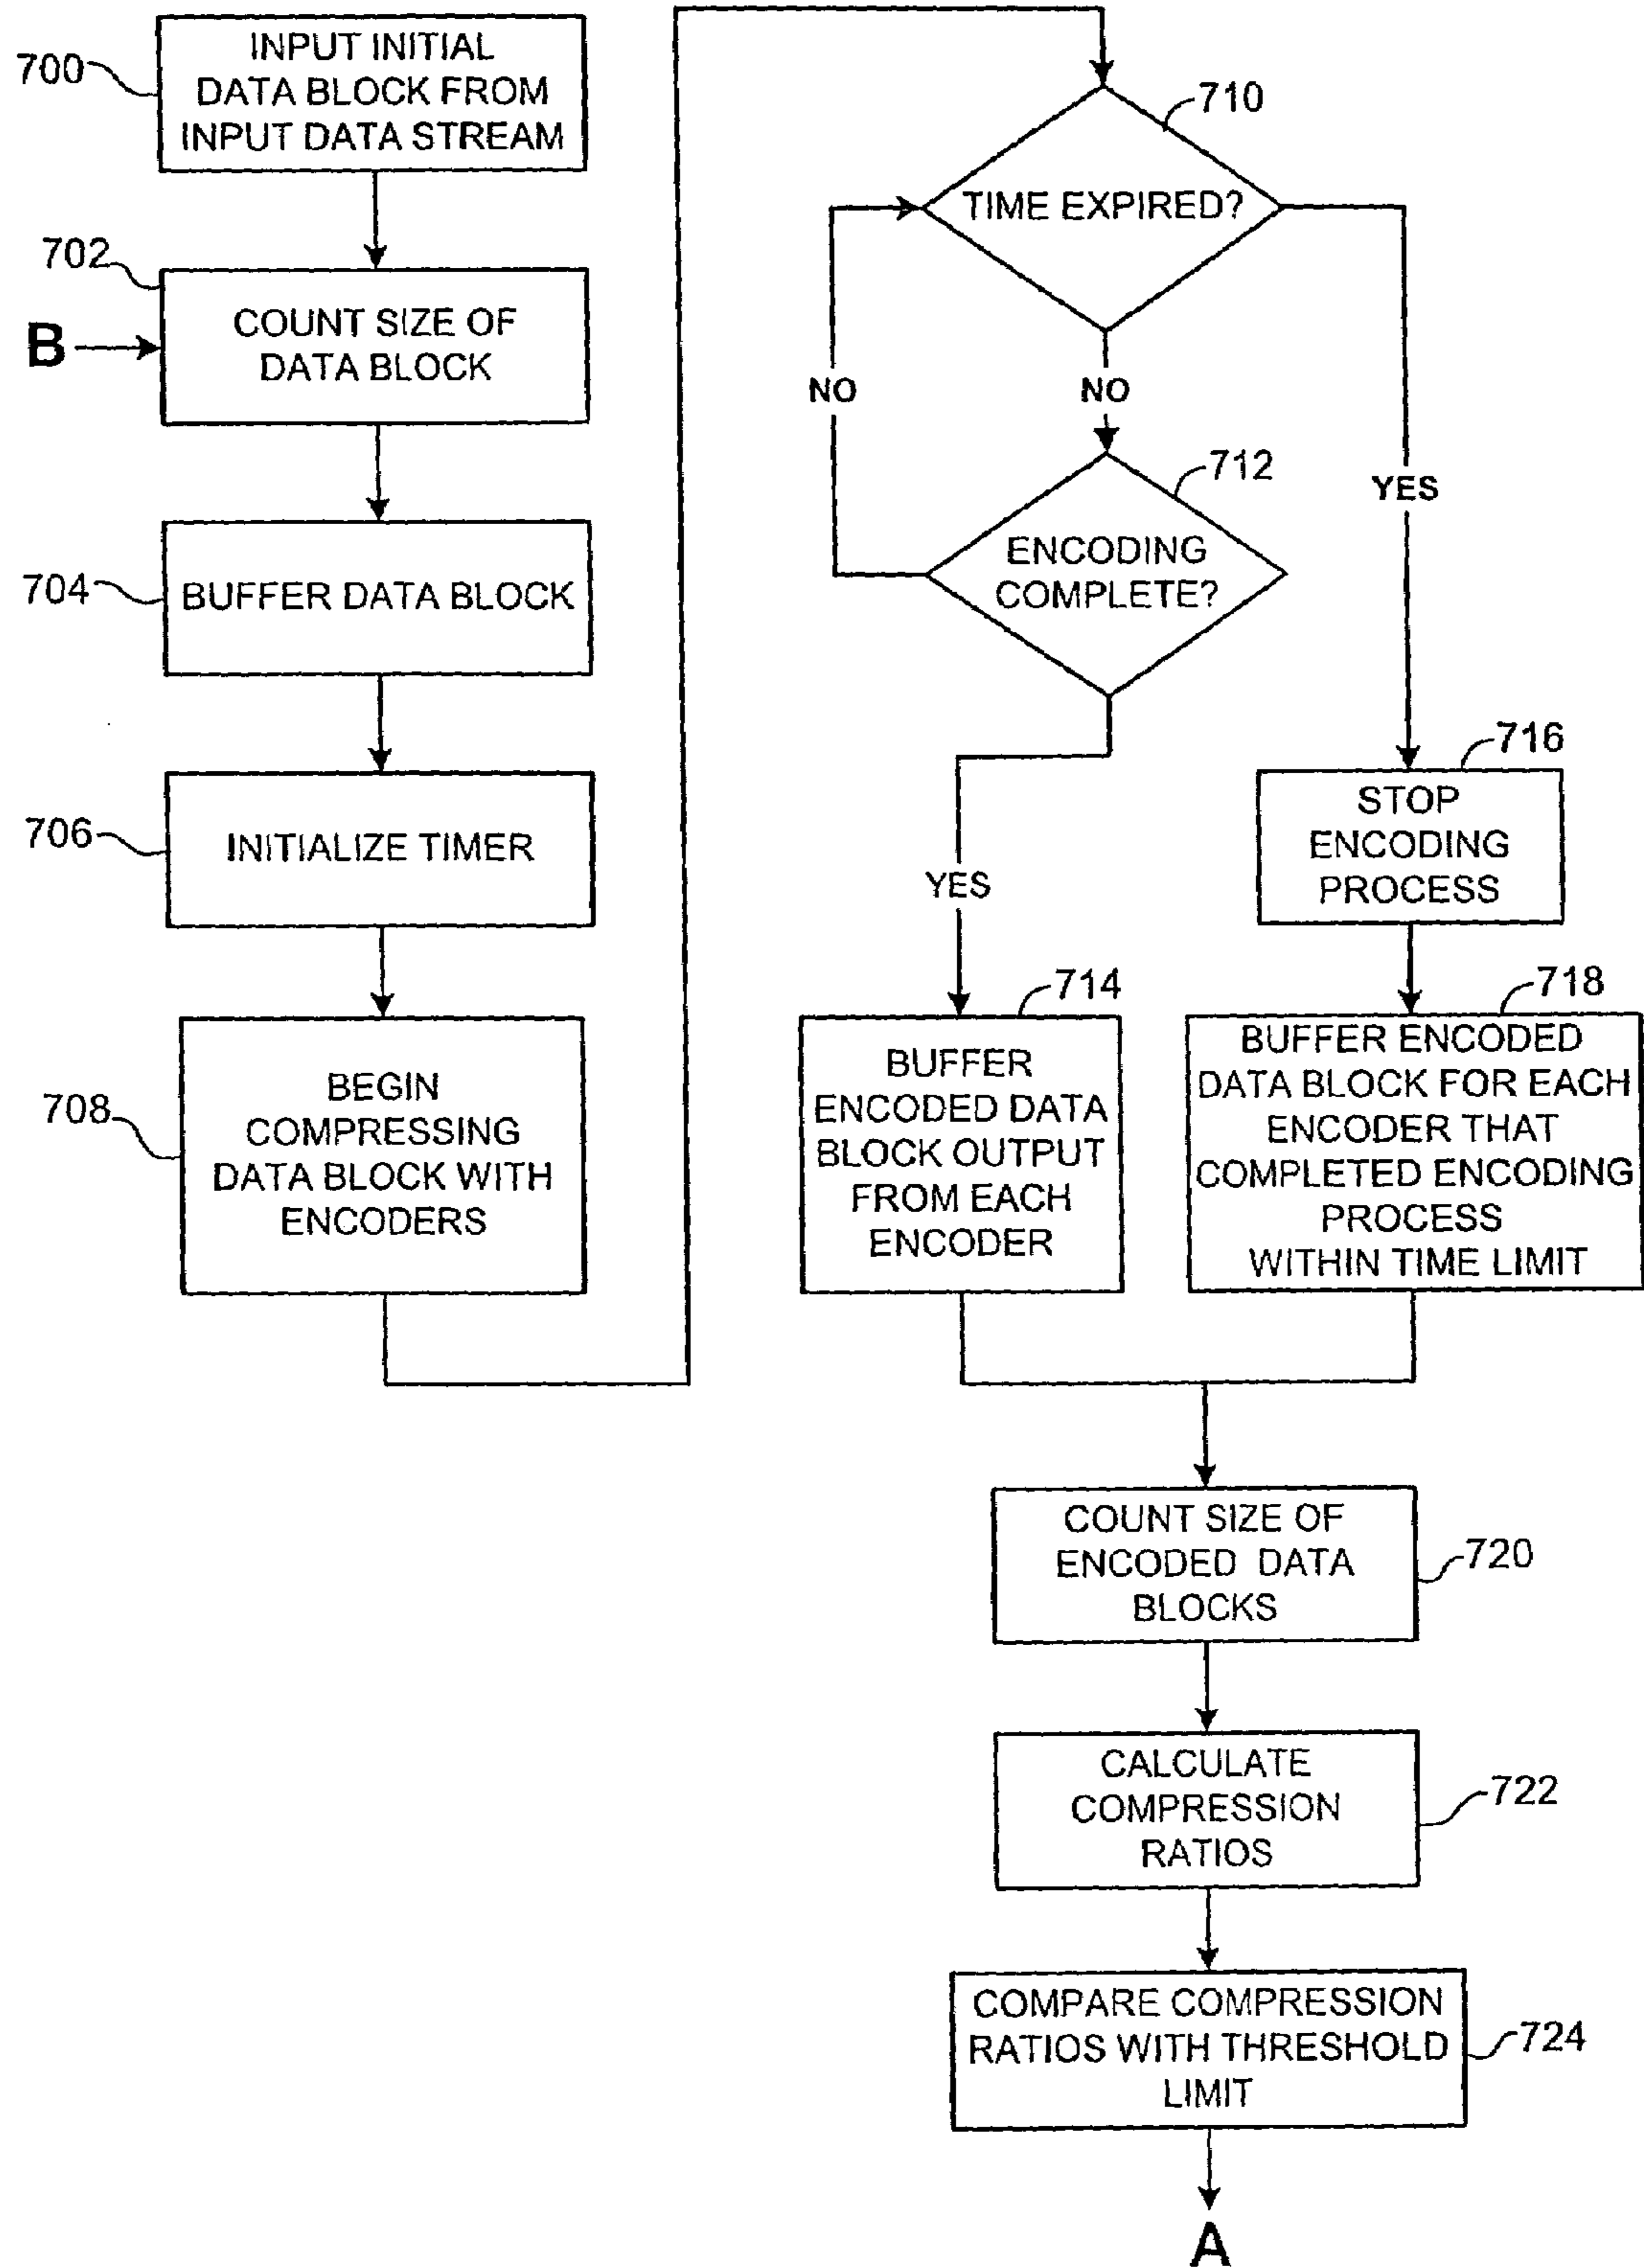 700
INPUT INITIAL
DATA BLOCK FROM
INPUT DATA STREAM
702
B
COUNT SIZE OF
DATA BLOCK
704
BUFFER DATA BLOCK
706
INITIALIZE TIMER
708
BEGIN
COMPRESSING
DATA BLOCK WITH
ENCODERS
710
TIME EXPIRED?
NO
NO
YES
712
ENCODING
COMPLETE?
YES
716
STOP
ENCODING
PROCESS
714
BUFFER
ENCODED DATA
BLOCK OUTPUT
FROM EACH
ENCODER
718
BUFFER ENCODED
DATA BLOCK FOR EACH
ENCODER THAT
COMPLETED ENCODING
PROCESS
WITHIN TIME LIMIT
COUNT SIZE OF
ENCODED DATA
BLOCKS
720
CALCULATE
COMPRESSION
RATIOS
722
COMPARE COMPRESSION
RATIOS WITH THRESHOLD
LIMIT
724
A